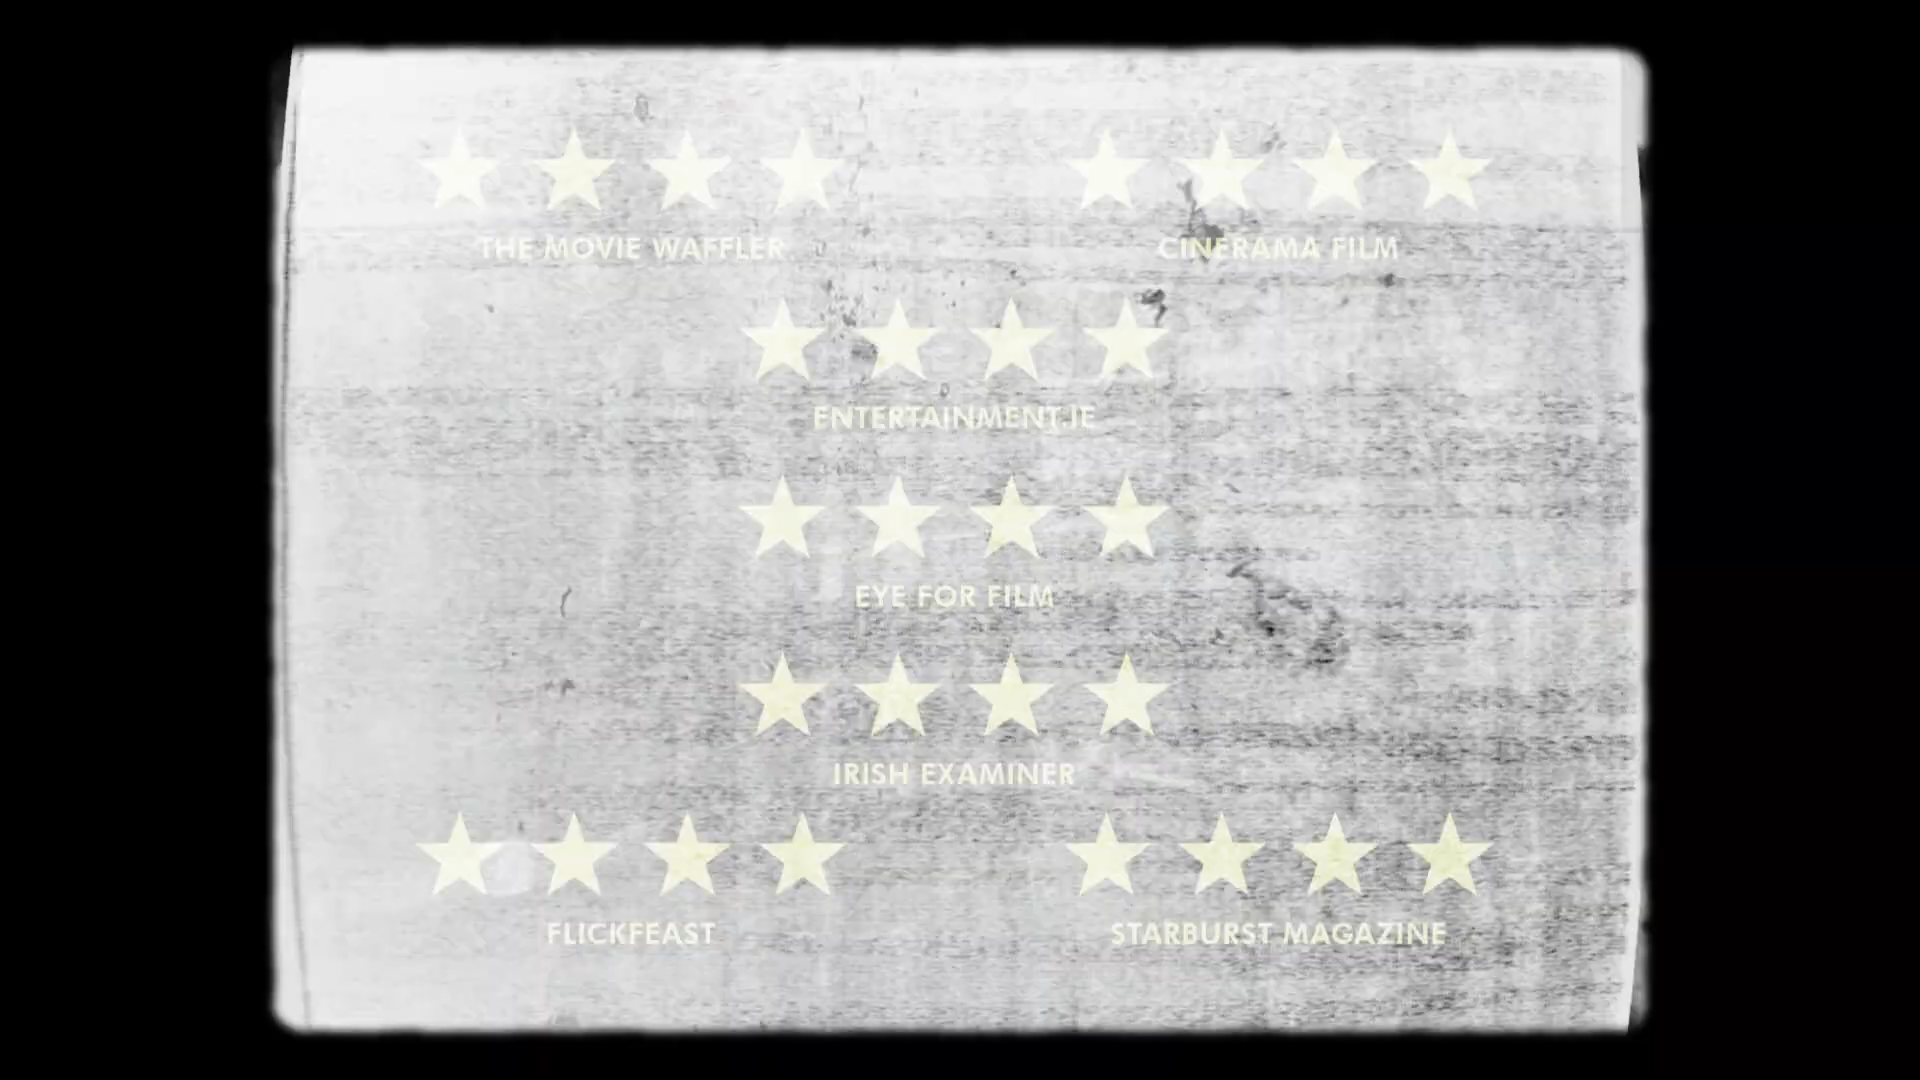 THE MOVIE WAFFLER
CINERAMA FILM
ENTERTAINMENT.IE
EYE FOR FILM
IRISH EXAMINER
FLICKFEAST
STARBURST MAGAZINE